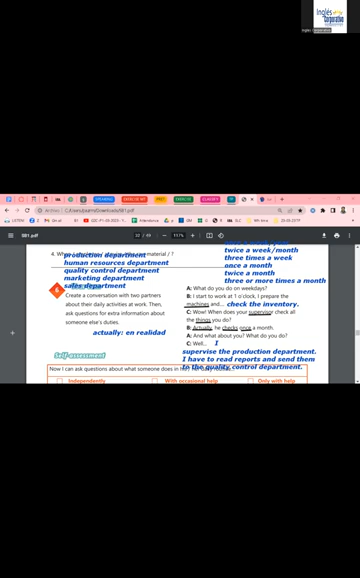 Inglés
Corporativo
Archivo
SPEAKING
EXERCISE WT
EXERCISE
CLASSIFY
BB1.pdf
4. Wh
material / ?
production department
human resources department
quality control department
marketing department
sales department
twice a week/month
three times a week
once a month
twice a month
three or more times a month
6
Create a conversation with two partners
about their daily activities at work. Then,
ask questions for extra information about
someone else's duties.
actually: en realidad
A: What do you do on weekdays?
B: I start to work at 1 o'clock, I prepare the
machines and... check the inventory.
C: Wow! When does your supervisor check all
the things you do?
B: Actually, he checks once a month.
A: And what about you? What do you do?
C: Well... I
supervise the production department.
I have to read reports and send them
to the quality control department.
Self-assessment
Now I can ask questions about what someone does in
Independently
With occasional help
Only with help